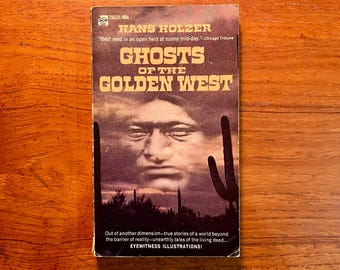 HANS HOLZER
"Best read in an open field at sunny mid-day."—Chicago Tribune
GHOSTS
OF THE
GOLDEN WEST
Out of another dimension—true stories of a world beyond
the barrier of reality—unearthly tales of the living dead...
EYEWITNESS ILLUSTRATIONS!